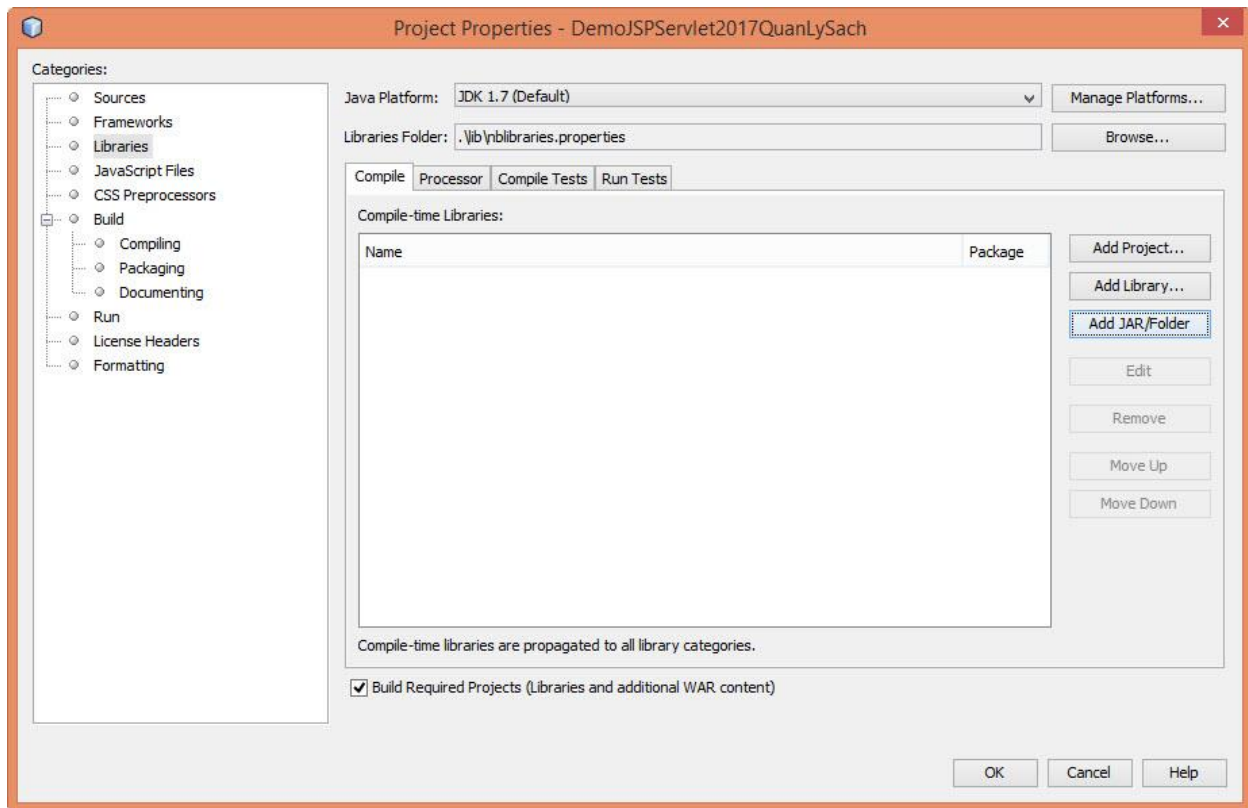 Project Properties - DemoJSPServlet2017QuanLySach
Categories:
Sources
Frameworks
Libraries
JavaScript Files
CSS Preprocessors
Build
Compiling
Packaging
Documenting
Run
License Headers
Formatting
Java Platform: JDK 1.7 (Default) Manage Platforms...
Libraries Folder: .\lib\nblibraries.properties Browse...
Compile Processor Compile Tests Run Tests
Compile-time Libraries:
Name Package
Add Project...
Add Library...
Add JAR/Folder
Edit
Remove
Move Up
Move Down
Compile-time libraries are propagated to all library categories.
Build Required Projects (Libraries and additional WAR content)
OK Cancel Help